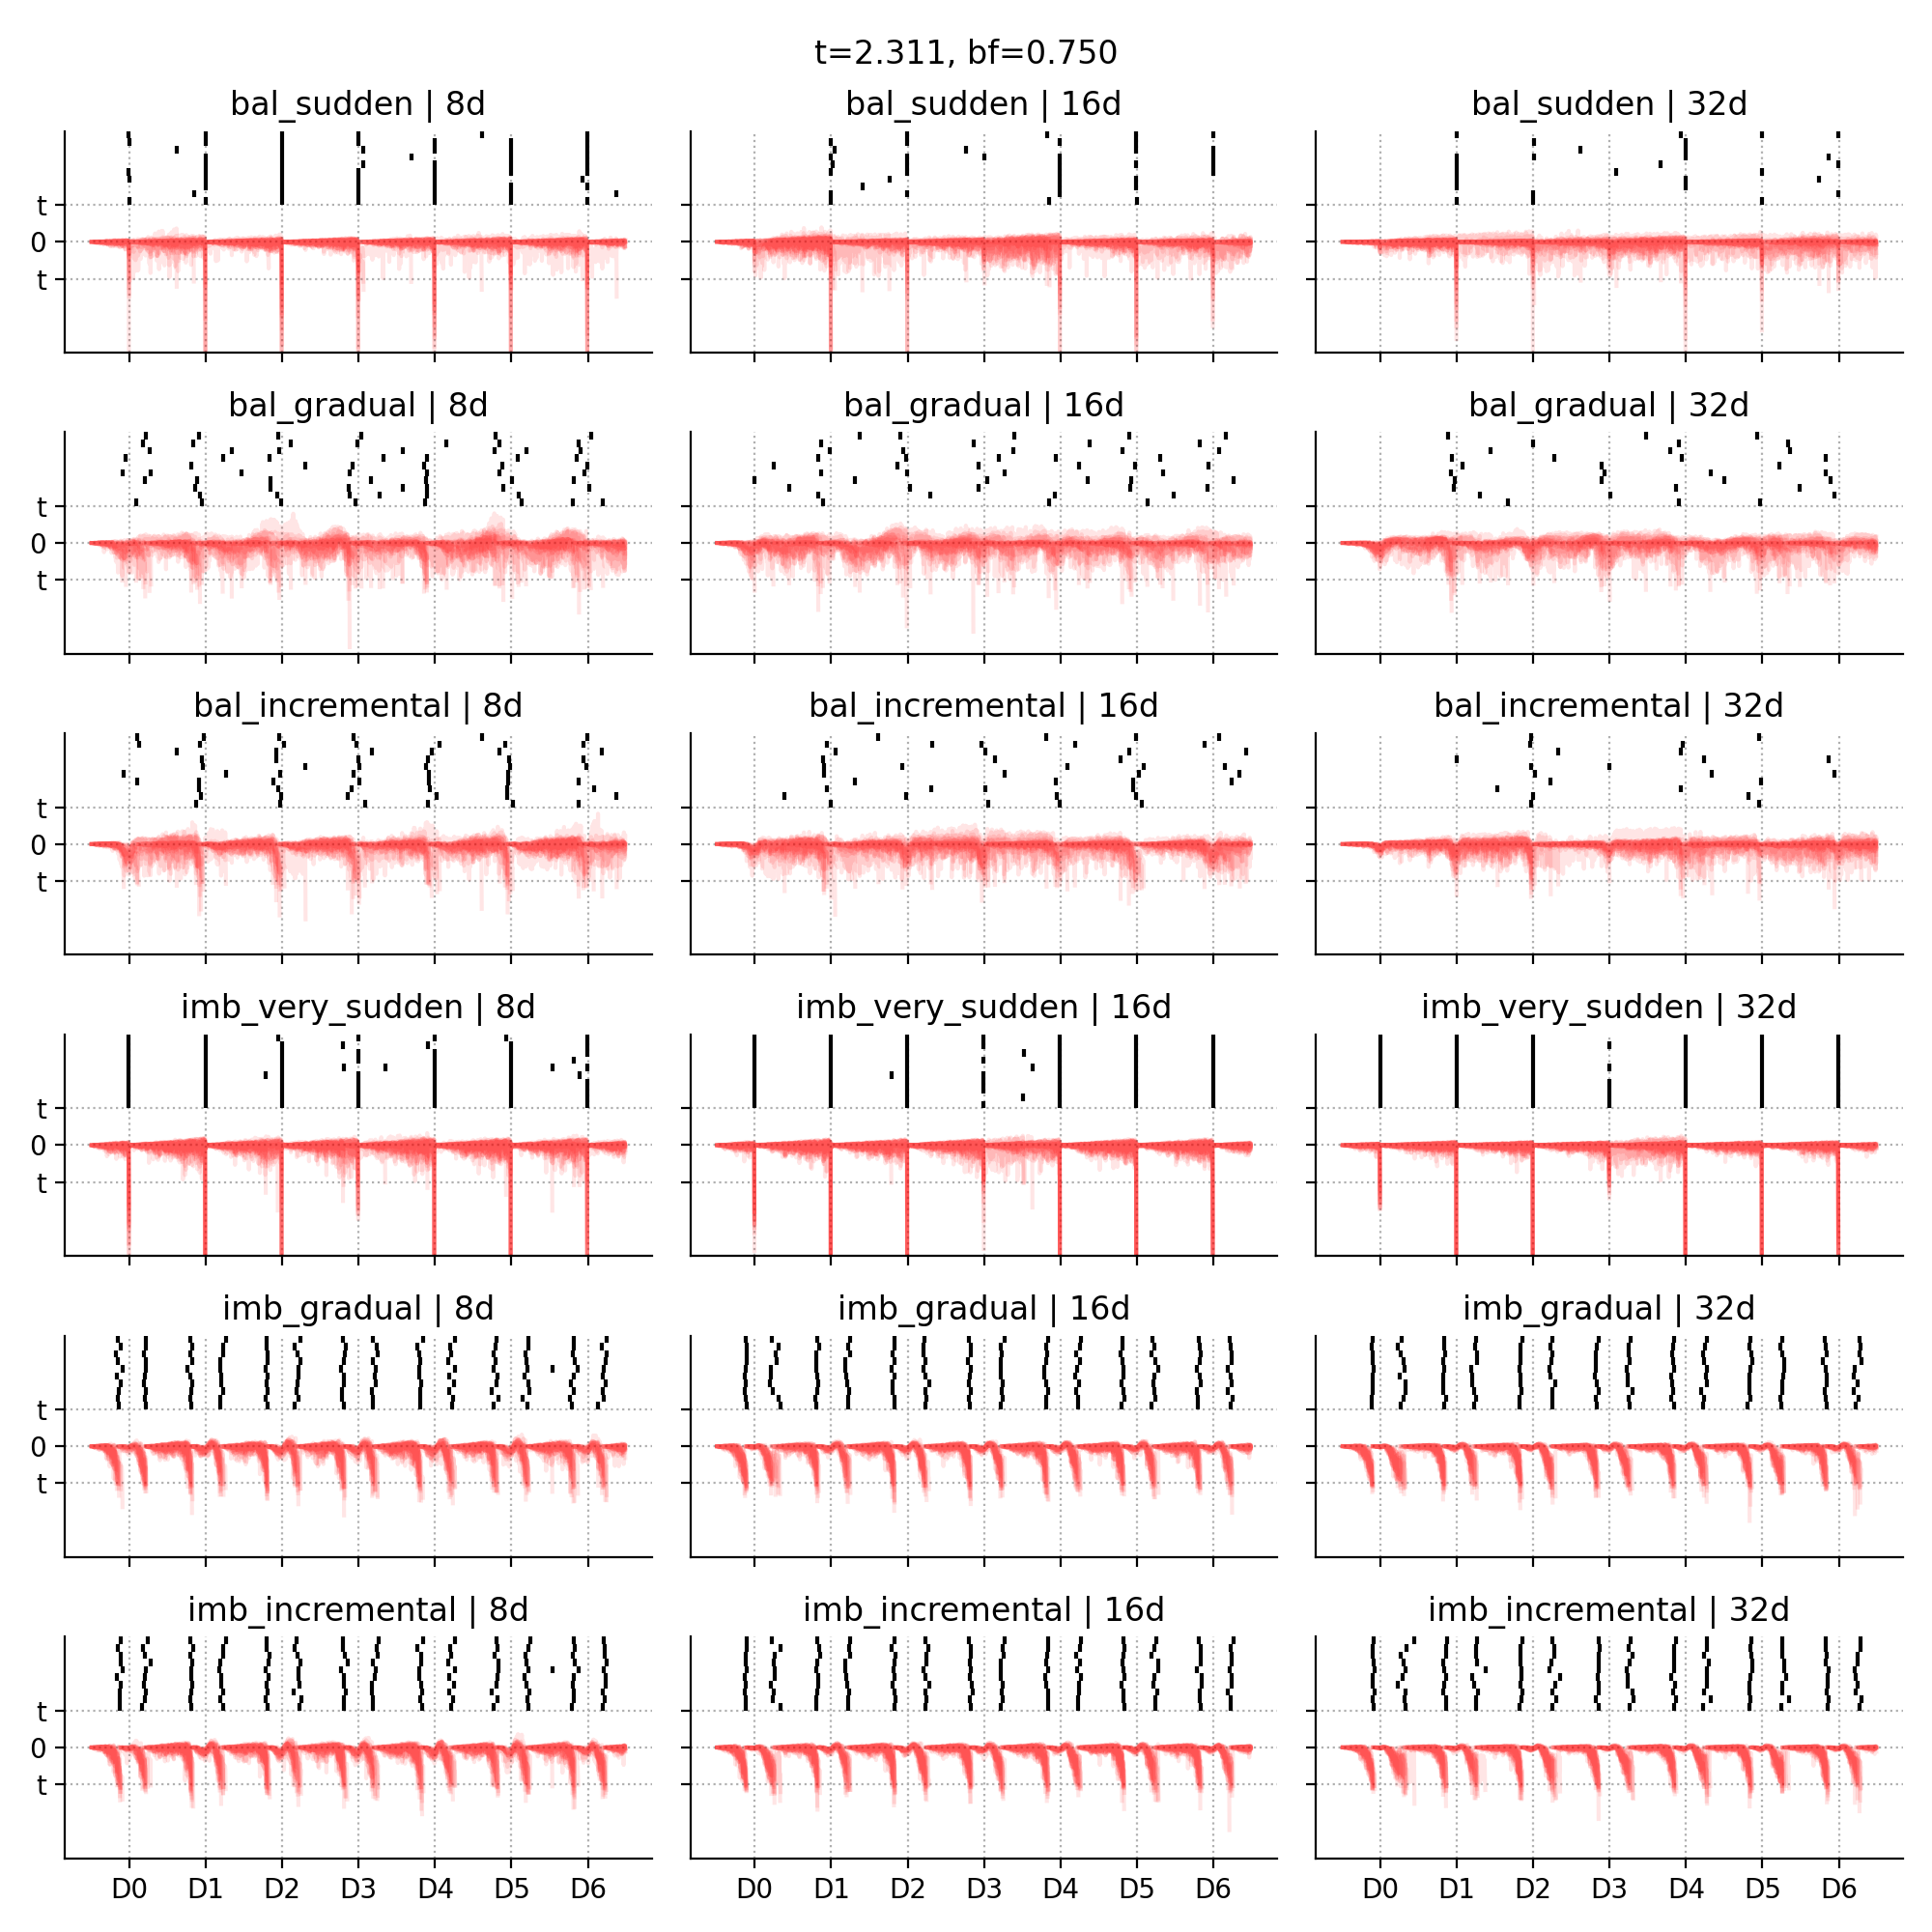 t=2.311, bf=0.750
bal_sudden | 8d
bal_sudden | 16d
bal_sudden | 32d
t
0
t
bal_gradual | 8d
bal_gradual | 16d
bal_gradual | 32d
t
0
t
bal_incremental | 8d
bal_incremental | 16d
bal_incremental | 32d
t
0
t
imb_very_sudden | 8d
imb_very_sudden | 16d
imb_very_sudden | 32d
t
0
t
imb_gradual | 8d
imb_gradual | 16d
imb_gradual | 32d
t
0
t
imb_incremental | 8d
imb_incremental | 16d
imb_incremental | 32d
t
0
t
D0 D1 D2 D3 D4 D5 D6
D0 D1 D2 D3 D4 D5 D6
D0 D1 D2 D3 D4 D5 D6